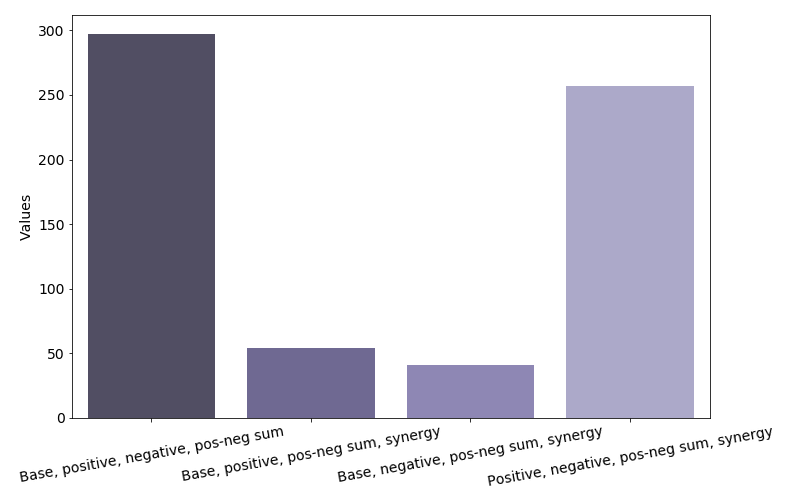 300
250
200
150
100
50
0
Values
Base, positive, negative, pos-neg sum
Base, positive, pos-neg sum, synergy
Base, negative, pos-neg sum, synergy
Positive, negative, pos-neg sum, synergy